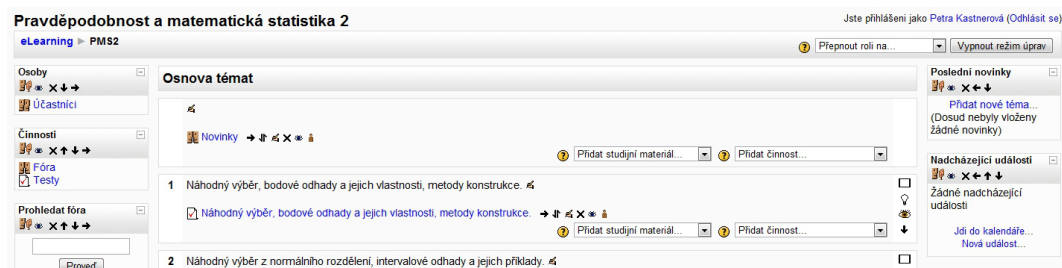 Pravděpodobnost a matematická statistika 2
Jste přihlášeni jako Petra Kastnerová (Odhlásit se)
eLearning ► PMS2
Přepnout roli na...
Vypnout režim úprav
Osoby
Účastníci
Činnosti
Fóra
Testy
Prohledat fóra
Proveď
Osnova témat
Novinky
Přidat studijní materiál...
Přidat činnost...
1 Náhodný výběr, bodové odhady a jejich vlastnosti, metody konstrukce.
Náhodný výběr, bodové odhady a jejich vlastnosti, metody konstrukce.
Přidat studijní materiál...
Přidat činnost...
2 Náhodný výběr z normálního rozdělení, intervalové odhady a jejich příklady.
Poslední novinky
Přidat nové téma...
(Dosud nebyly vloženy
žádné novinky)
Nadcházející události
Žádné nadcházející
události
Jdi do kalendáře...
Nová událost...